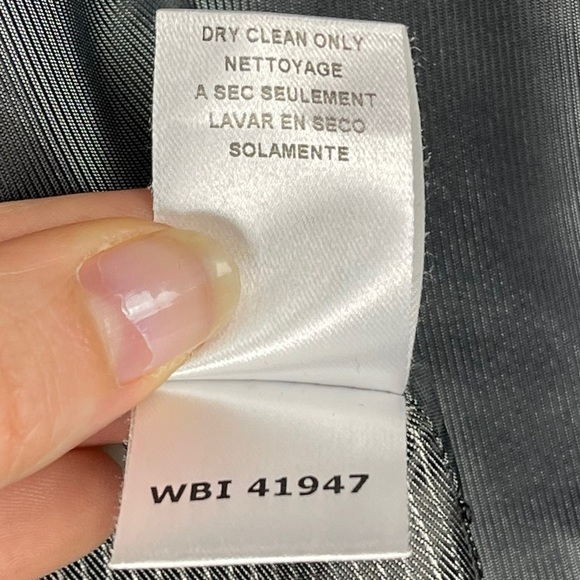 DRY CLEAN ONLY
NETTOYAGE
A SEC SEULEMENT
LAVAR EN SECO
SOLAMENTE
WBI 41947